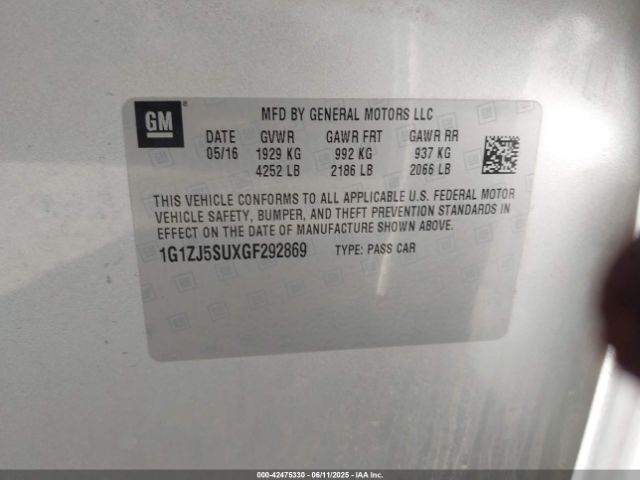 GM ®
MFD BY GENERAL MOTORS LLC
DATE GVWR GAWR FRT GAWR RR
05/16 1929 KG 992 KG 937 KG
4252 LB 2186 LB 2066 LB
THIS VEHICLE CONFORMS TO ALL APPLICABLE U.S. FEDERAL MOTOR
VEHICLE SAFETY, BUMPER, AND THEFT PREVENTION STANDARDS IN
EFFECT ON THE DATE OF MANUFACTURE SHOWN ABOVE.
1G1ZJ5SUXGF292869 TYPE: PASS CAR
000-42475330 - 06/11/2025 - IAAI.COM